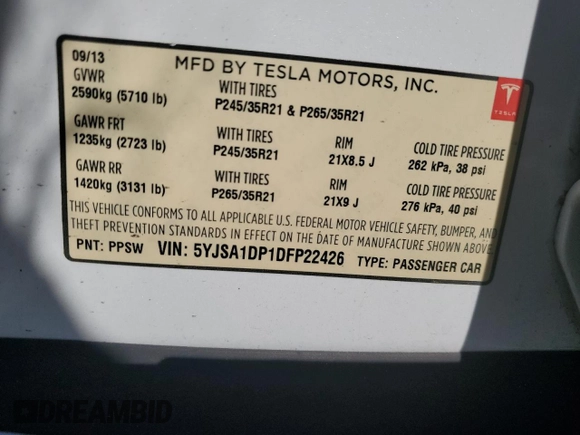 09/13
MFD BY TESLA MOTORS, INC.
TESLA
GVWR
2590kg (5710 lb)
WITH TIRES
P245/35R21 & P265/35R21
GAWR FRT
1235kg (2723 lb)
WITH TIRES
P245/35R21
RIM
21X8.5 J
COLD TIRE PRESSURE
262 kPa, 38 psi
GAWR RR
1420kg (3131 lb)
WITH TIRES
P265/35R21
RIM
21X9 J
COLD TIRE PRESSURE
276 kPa, 40 psi
THIS VEHICLE CONFORMS TO ALL APPLICABLE U.S. FEDERAL MOTOR VEHICLE SAFETY, BUMPER, AND
THEFT PREVENTION STANDARDS IN EFFECT ON THE DATE OF MANUFACTURE SHOWN ABOVE.
PNT: PPSW VIN: 5YJSA1DP1DFP22426 TYPE: PASSENGER CAR
DREAMBID